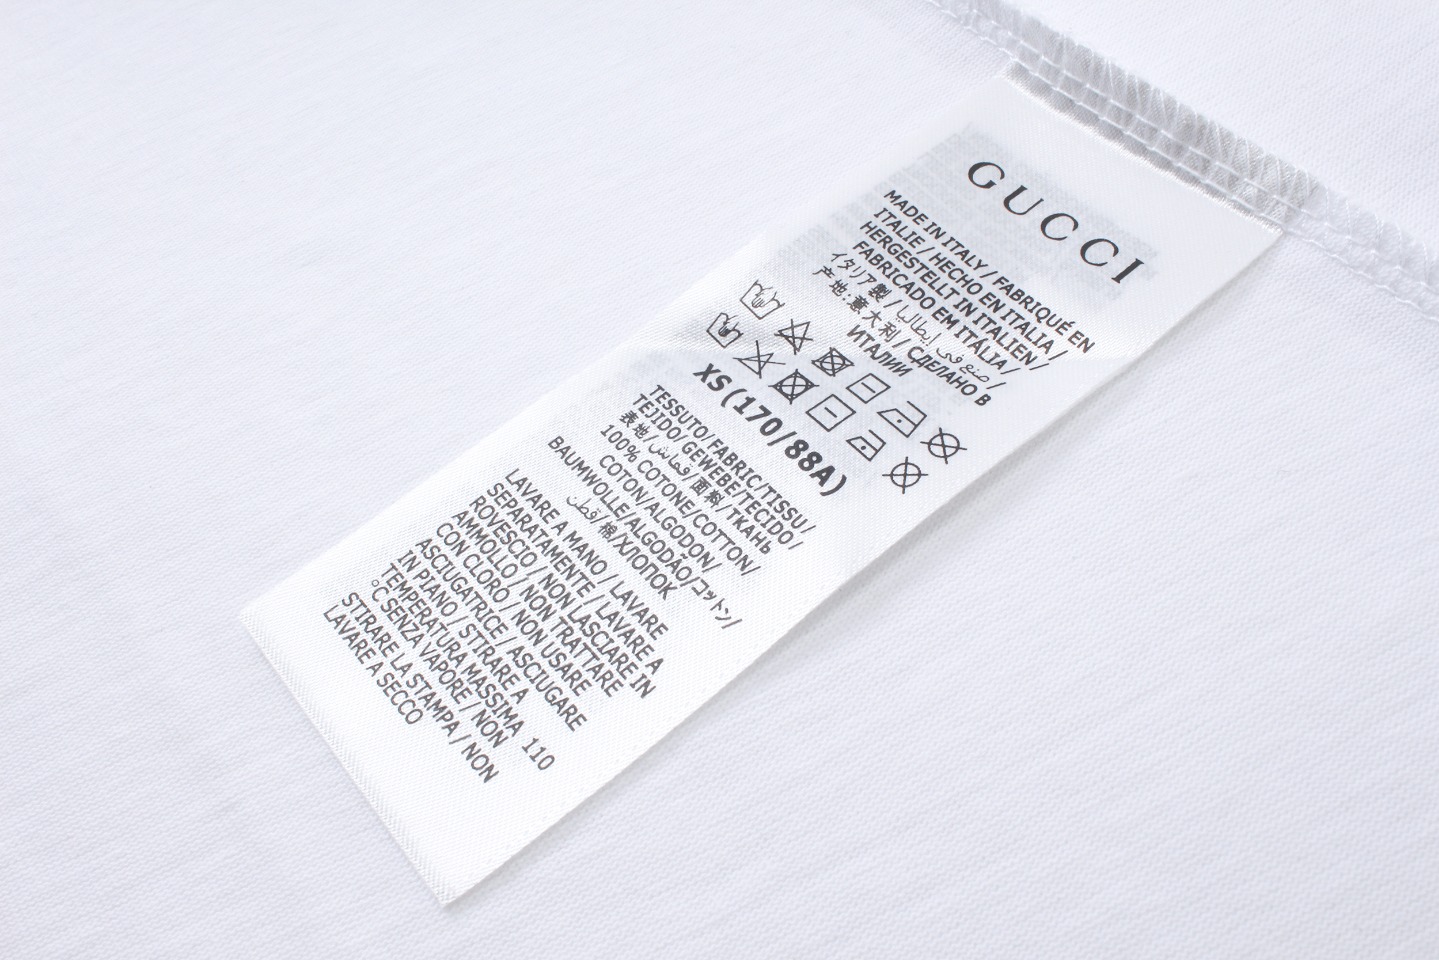 GUCCI
MADE IN ITALY / FABRIQUÉ EN
ITALIE / HECHO EN ITALIA /
HERGESTELLT IN ITALIEN /
FABRICADO EM ITÁLIA /
イタリア製 / صنع في إيطاليا /
产地:意大利 / СДЕЛАНО В
ИТАЛИИ
XS(170/88A)
TESSUTO/FABRIC/TISSU/
TEJIDO/GEWEBE/TECIDO/
表地/قماش/面料/ТКАНЬ
100% COTONE/COTTON/
COTON/ALGODON/
BAUMWOLLE/ALGODÃO/コットン/
قطن/棉/ХЛОПОК
LAVARE A MANO / LAVARE
SEPARATAMENTE / LAVARE A
ROVESCIO / NON LASCIARE IN
AMMOLLO / NON TRATTARE
CON CLORO / NON USARE
ASCIUGATRICE / ASCIUGARE
IN PIANO / STIRARE A
TEMPERATURA MASSIMA 110
°C SENZA VAPORE / NON
STIRARE LA STAMPA / NON
LAVARE A SECCO